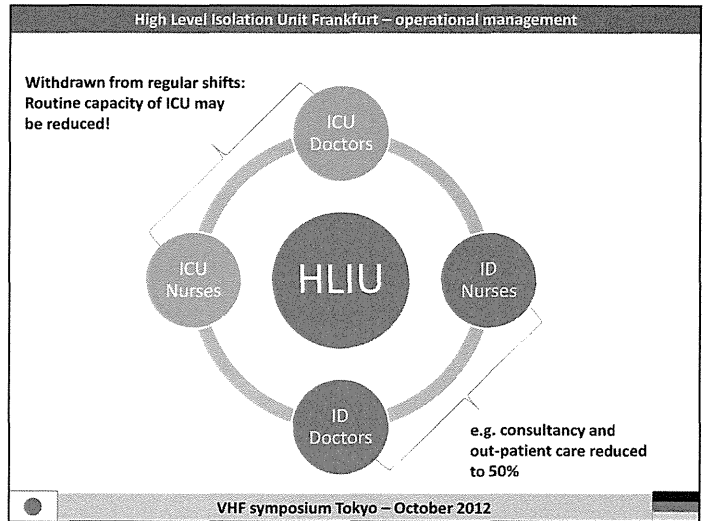 High Level Isolation Unit Frankfurt – operational management
Withdrawn from regular shifts:
Routine capacity of ICU may
be reduced!
ICU
Doctors
ICU
Nurses
HLIU
ID
Nurses
ID
Doctors
e.g. consultancy and
out-patient care reduced
to 50%
VHF symposium Tokyo – October 2012